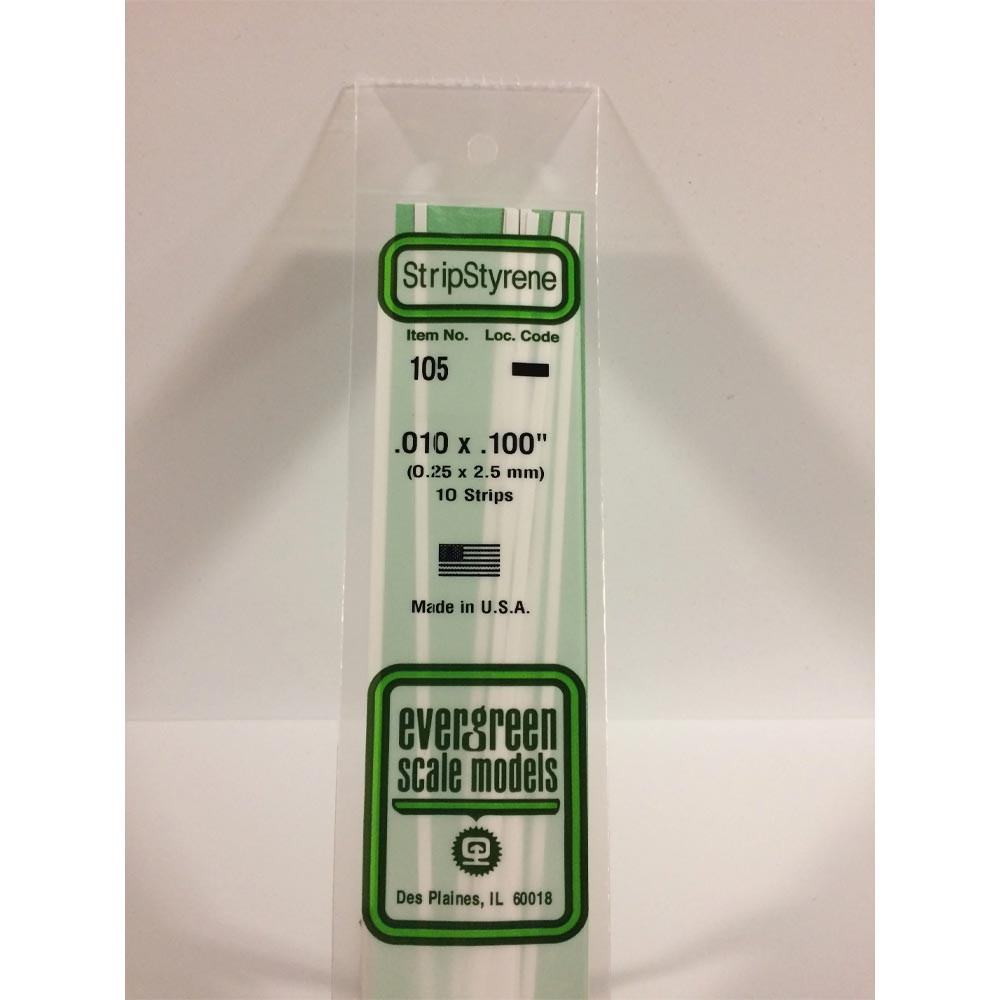 StripStyrene
Item No. Loc. Code
105
.010 x .100"
(0.25 x 2.5 mm)
10 Strips
Made in U.S.A.
evergreen
scale models
Des Plaines, IL 60018